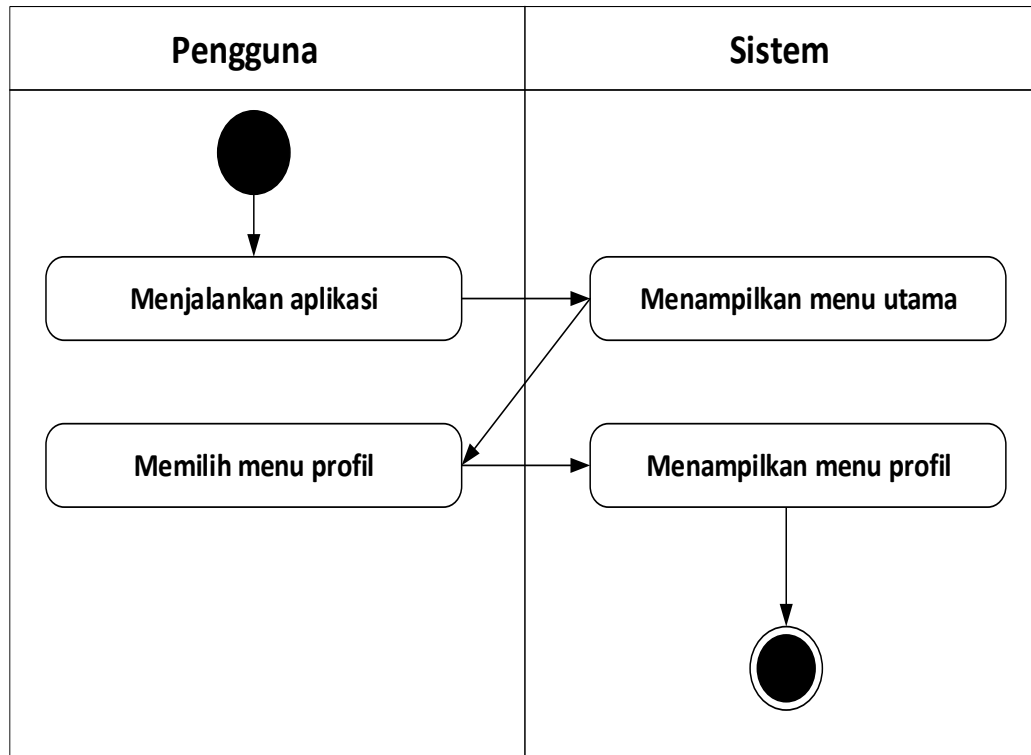 Pengguna
Sistem
Menjalankan aplikasi
Menampilkan menu utama
Memilih menu profil
Menampilkan menu profil